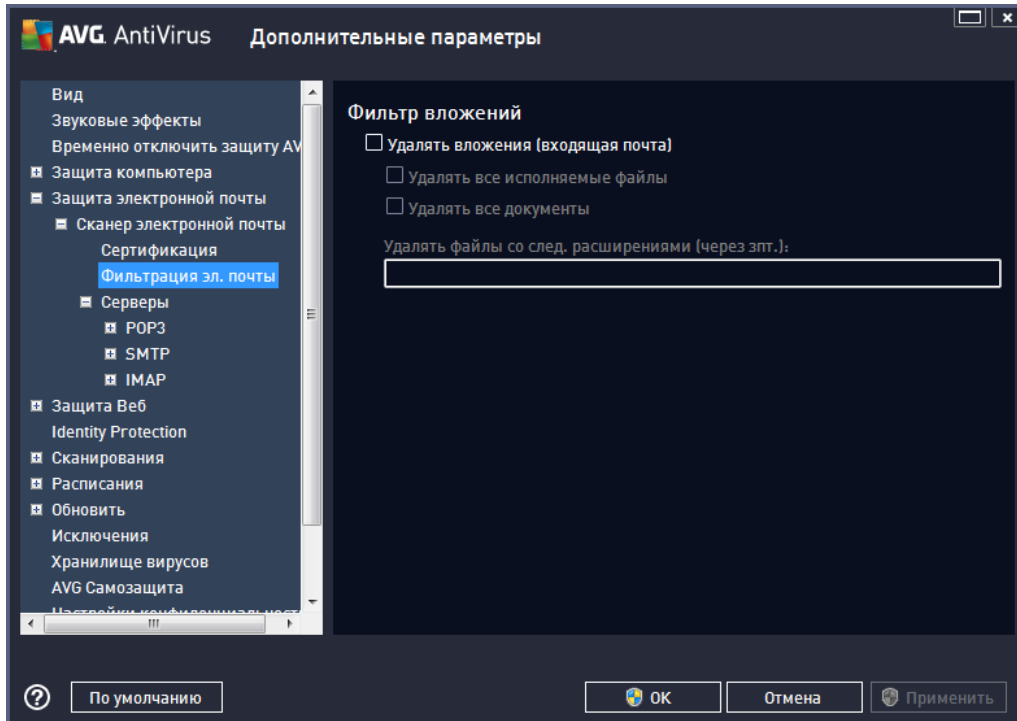 AVG. AntiVirus Дополнительные параметры
Вид
Звуковые эффекты
Временно отключить защиту AV
Защита компьютера
Защита электронной почты
Сканер электронной почты
Сертификация
Фильтрация эл. почты
Серверы
POP3
SMTP
IMAP
Защита Веб
Identity Protection
Сканирования
Расписания
Обновить
Исключения
Хранилище вирусов
AVG Самозащита
Настройки конфиденциальност
Фильтр вложений
Удалять вложения (входящая почта)
Удалять все исполняемые файлы
Удалять все документы
Удалять файлы со след. расширениями (через зпт.):
? По умолчанию OK Отмена Применить